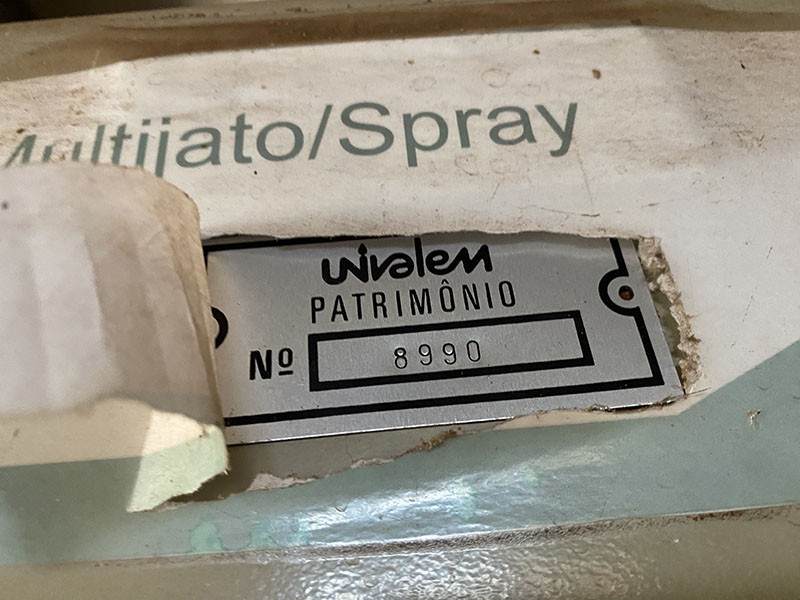 Multijato/Spray
univalem
PATRIMÔNIO
Nº 8990